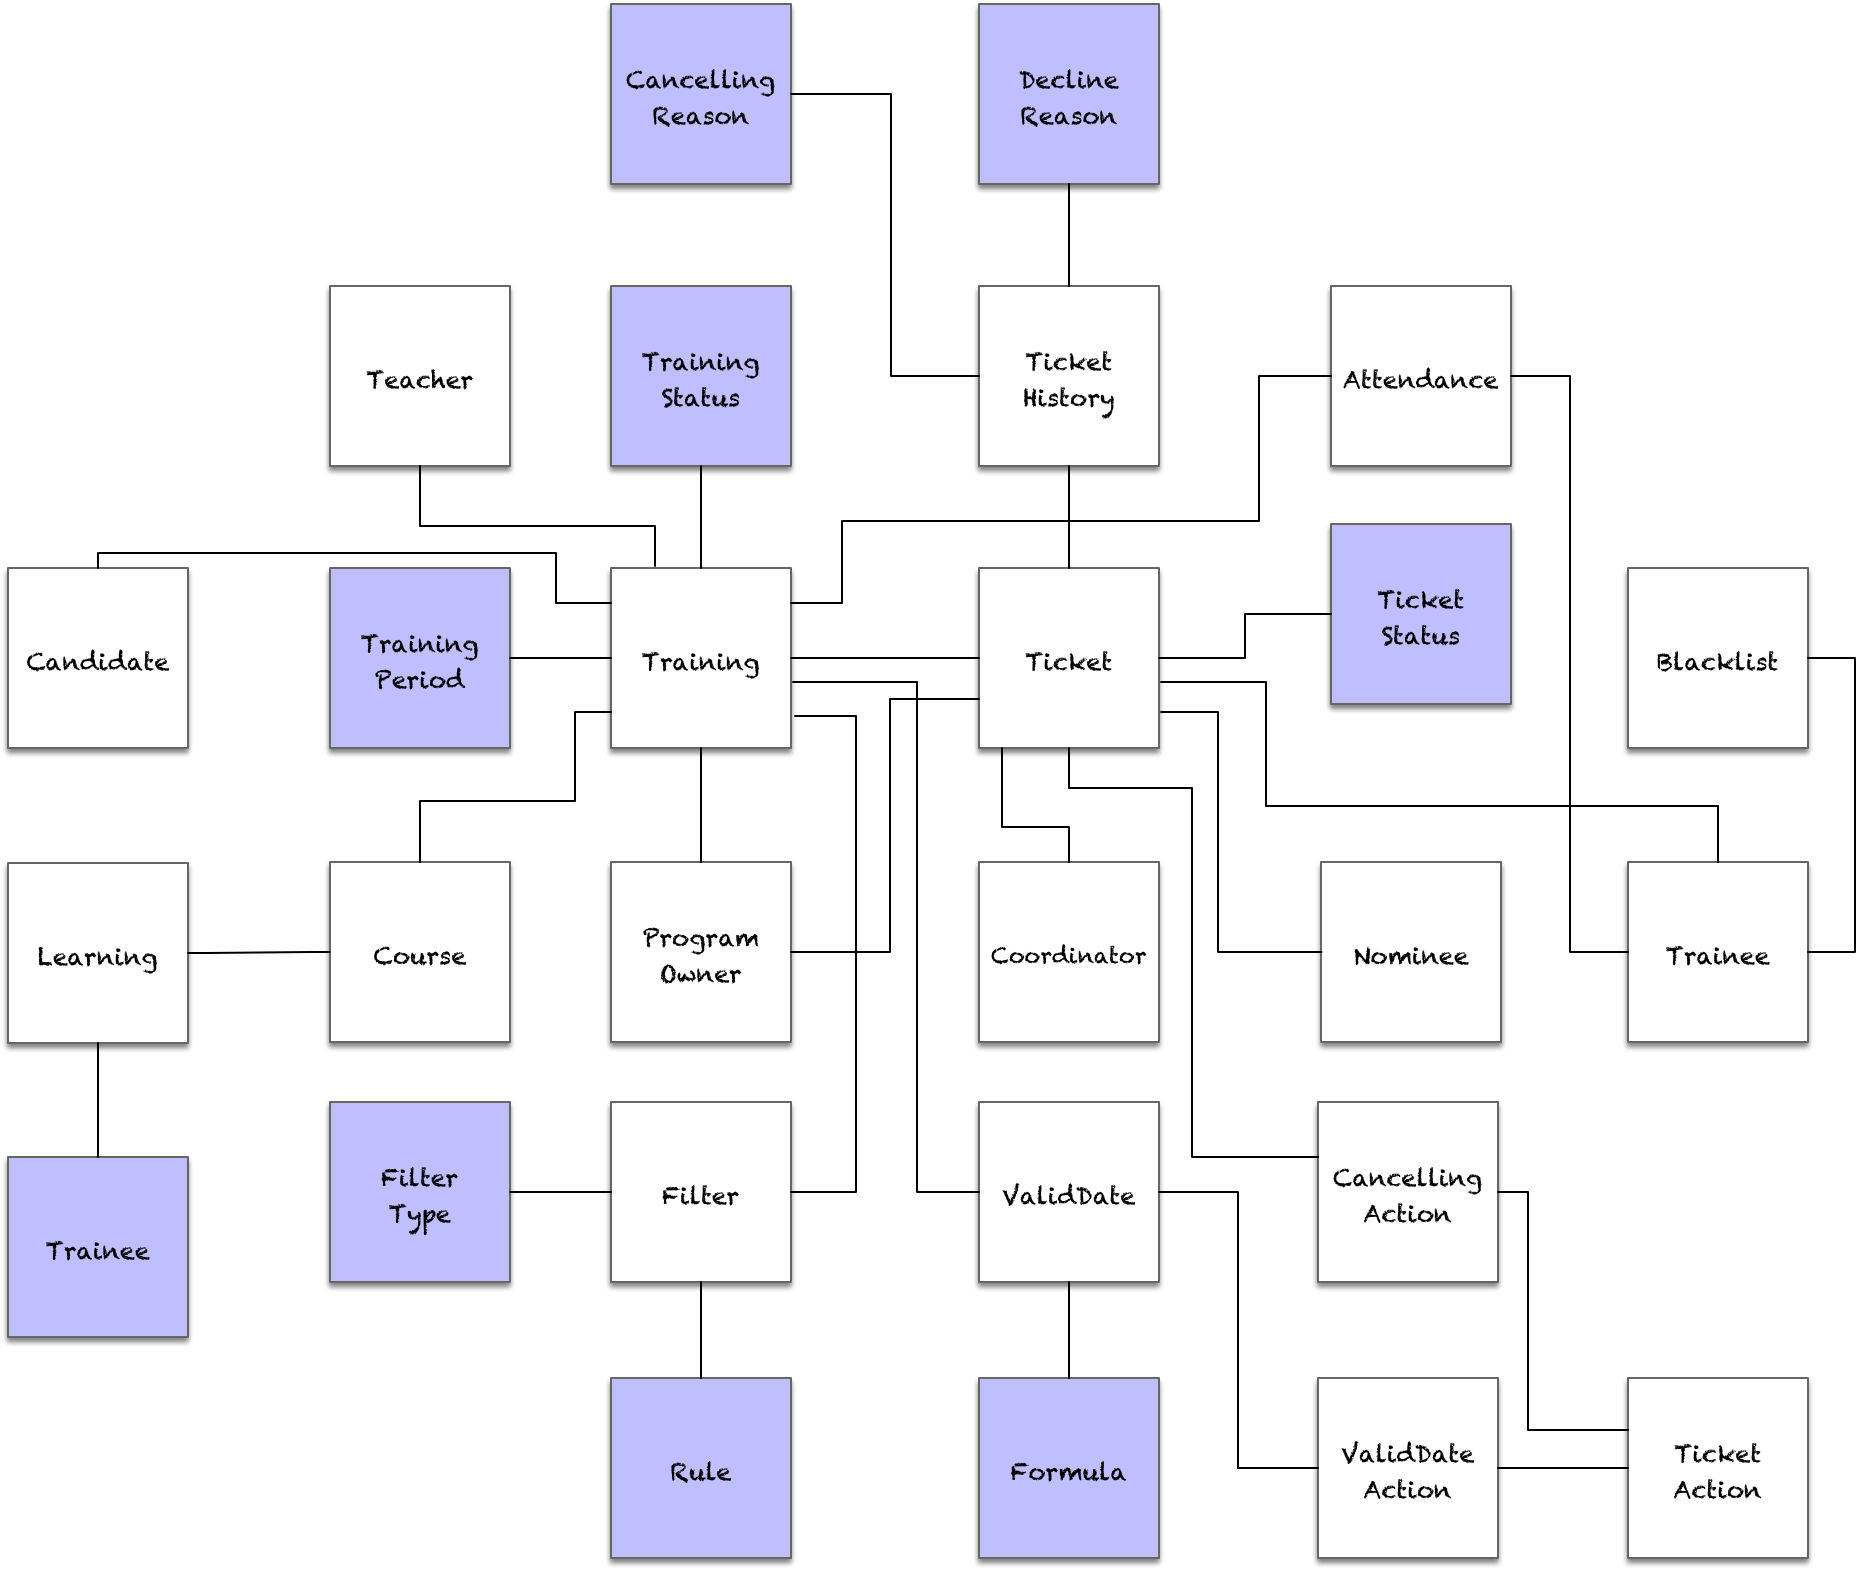 Cancelling
Reason
Decline
Reason
Teacher
Training
Status
Ticket
History
Attendance
Candidate
Training
Period
Training
Ticket
Ticket
Status
Blacklist
Learning
Course
Program
Owner
Coordinator
Nominee
Trainee
Trainee
Filter
Type
Filter
ValidDate
Cancelling
Action
Rule
Formula
ValidDate
Action
Ticket
Action